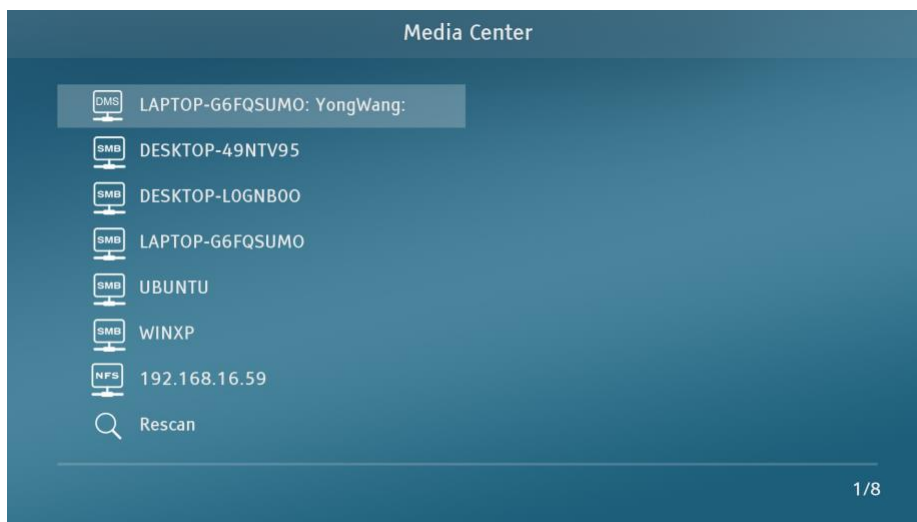 Media Center
DMS LAPTOP-G6FQSUMO: YongWang:
SMB DESKTOP-49NTV95
SMB DESKTOP-L0GNB0O
SMB LAPTOP-G6FQSUMO
SMB UBUNTU
SMB WINXP
NFS 192.168.16.59
Rescan
1/8